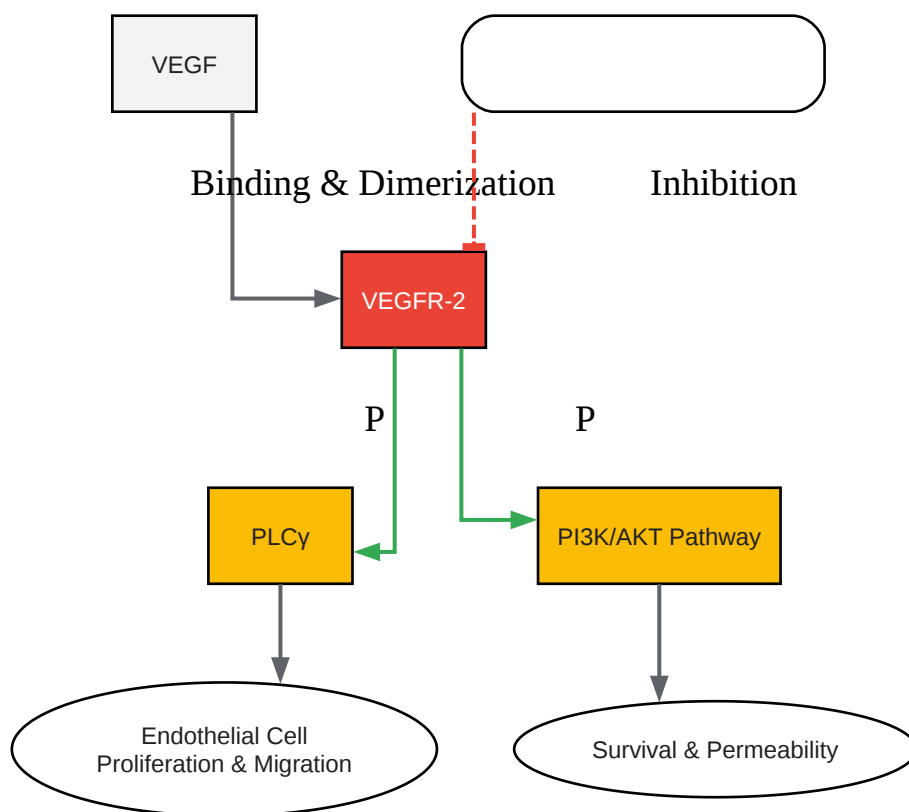 VEGF
Binding & Dimerization
Inhibition
VEGFR-2
P
P
PLCγ
PI3K/AKT Pathway
Endothelial Cell
Proliferation & Migration
Survival & Permeability